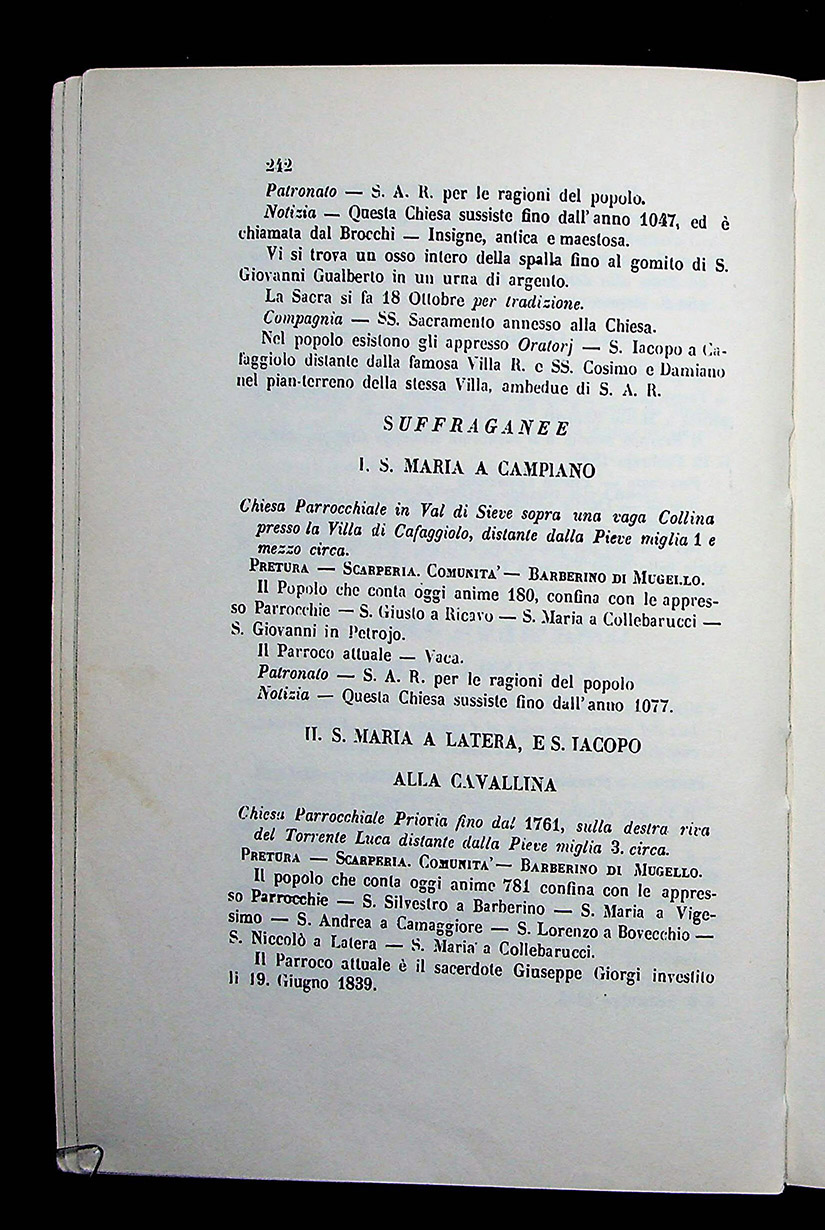 242
Patronato — S. A. R. per le ragioni del popolo.
Notizia — Questa Chiesa sussiste fino dall'anno 1047, ed è
chiamata dal Brocchi — Insigne, antica e maestosa.
Vi si trova un osso intero della spalla fino al gomito di S.
Giovanni Gualberto in un urna di argento.
La Sacra si fa 18 Ottobre per tradizione.
Compagnia — SS. Sacramento annesso alla Chiesa.
Nel popolo esistono gli appresso Oratorj — S. Iacopo a Ca-
faggiolo distante dalla famosa Villa R. e SS. Cosimo e Damiano
nel pian-terreno della stessa Villa, ambedue di S. A. R.
SUFFRAGANEE
I. S. MARIA A CAMPIANO
Chiesa Parrocchiale in Val di Sieve sopra una vaga Collina
presso la Villa di Cafaggiolo, distante dalla Pieve miglia 1 e
mezzo circa.
PRETURA — SCARPERIA. COMUNITA' — BARBERINO DI MUGELLO.
Il Popolo che conta oggi anime 180, confina con le appres-
so Parrocchie — S. Giusto a Ricavo — S. Maria a Collebarucci —
S. Giovanni in Petrojo.
Il Parroco attuale — Vaca.
Patronato — S. A. R. per le ragioni del popolo
Notizia — Questa Chiesa sussiste fino dall'anno 1077.
II. S. MARIA A LATERA, E S. IACOPO
ALLA CAVALLINA
Chiesa Parrocchiale Prioria fino dal 1761, sulla destra riva
del Torrente Luca distante dalla Pieve miglia 3. circa.
PRETURA — SCARPERIA. COMUNITA' — BARBERINO DI MUGELLO.
Il popolo che conta oggi anime 781 confina con le appres-
so Parrocchie — S. Silvestro a Barberino — S. Maria a Vige-
simo — S. Andrea a Camaggiore — S. Lorenzo a Bovecchio —
S. Niccolò a Latera — S. Maria a Collebarucci.
Il Parroco attuale è il sacerdote Giuseppe Giorgi investito
li 19. Giugno 1839.